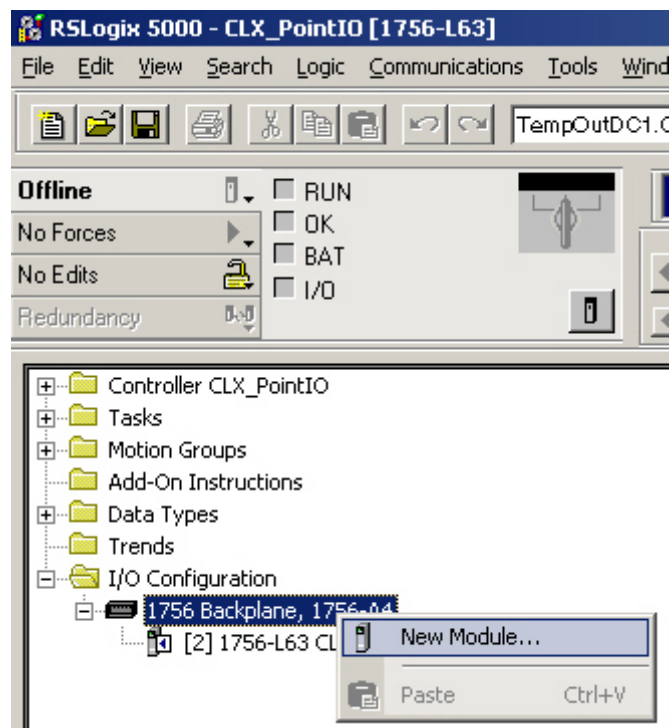 RSLogix 5000 - CLX_PointIO [1756-L63]
File Edit View Search Logic Communications Tools
TempOutDC1.
Offline
RUN
No Forces
OK
No Edits
BAT
I/O
Redundancy
Controller CLX_PointIO
Tasks
Motion Groups
Add-On Instructions
Data Types
Trends
I/O Configuration
1756 Backplane, 1756-A4
[2] 1756-L63
New Module...
Paste Ctrl+V